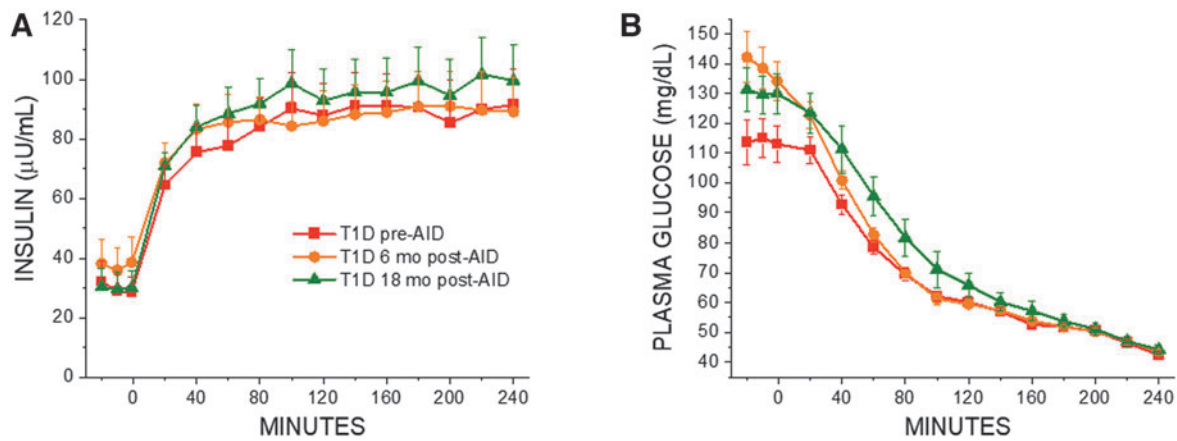 A
INSULIN (µU/mL)
120
100
80
60
40
20
0
T1D pre-AID
T1D 6 mo post-AID
T1D 18 mo post-AID
0 40 80 120 160 200 240
MINUTES
B
PLASMA GLUCOSE (mg/dL)
150
140
130
120
110
100
90
80
70
60
50
40
0 40 80 120 160 200 240
MINUTES